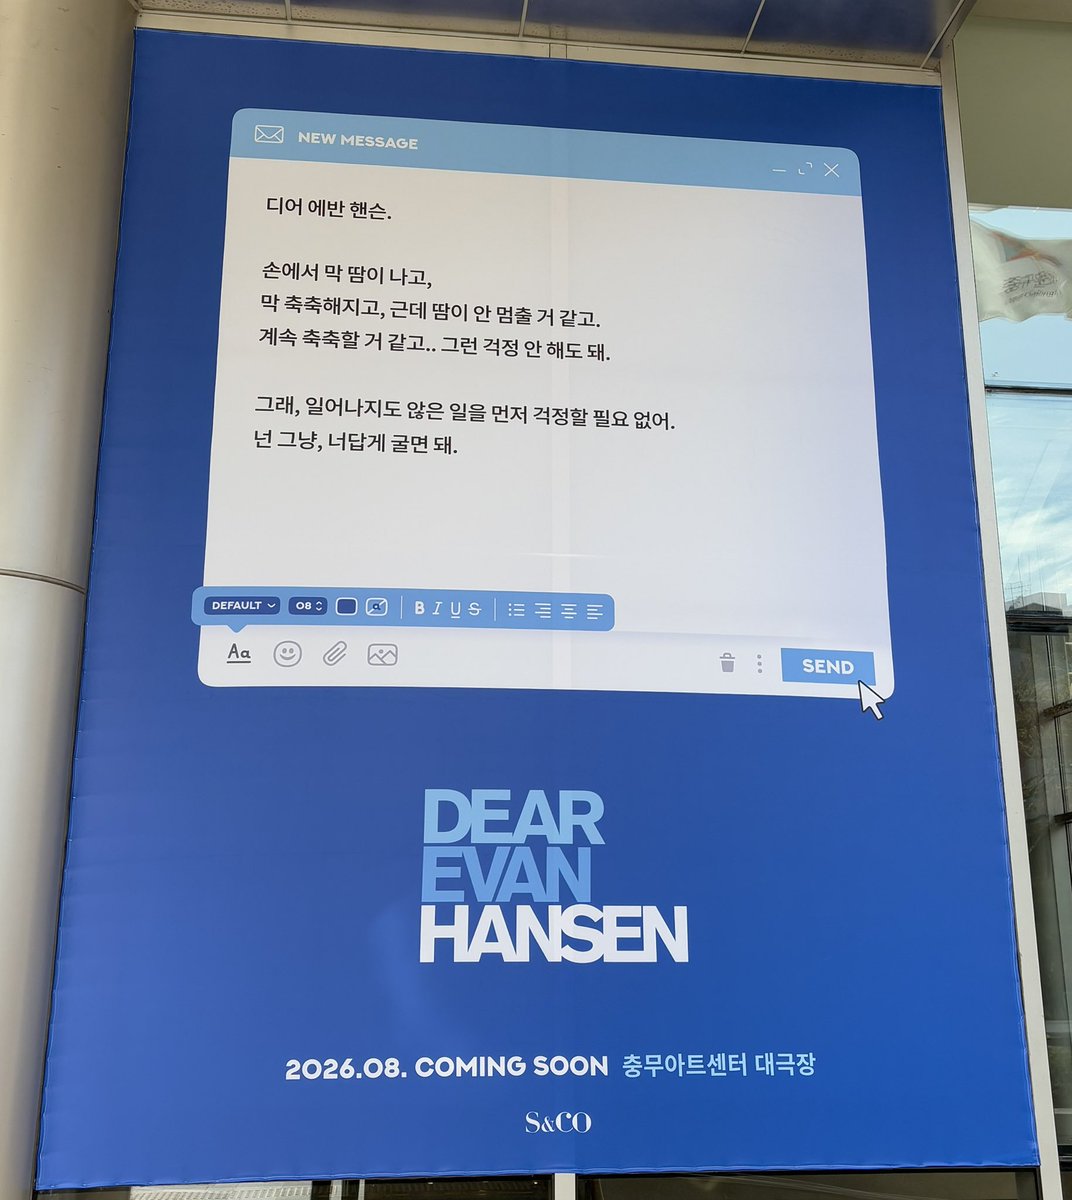 NEW MESSAGE
디어 에반 핸슨.
손에서 막 땀이 나고,
막 축축해지고, 근데 땀이 안 멈출 거 같고.
계속 축축할 거 같고.. 그런 걱정 안 해도 돼.
그래, 일어나지도 않은 일을 먼저 걱정할 필요 없어.
넌 그냥, 너답게 굴면 돼.
DEFAULT 08 a B I U S
Aa SEND
DEAR
EVAN
HANSEN
2026.08. COMING SOON 충무아트센터 대극장
S&CO